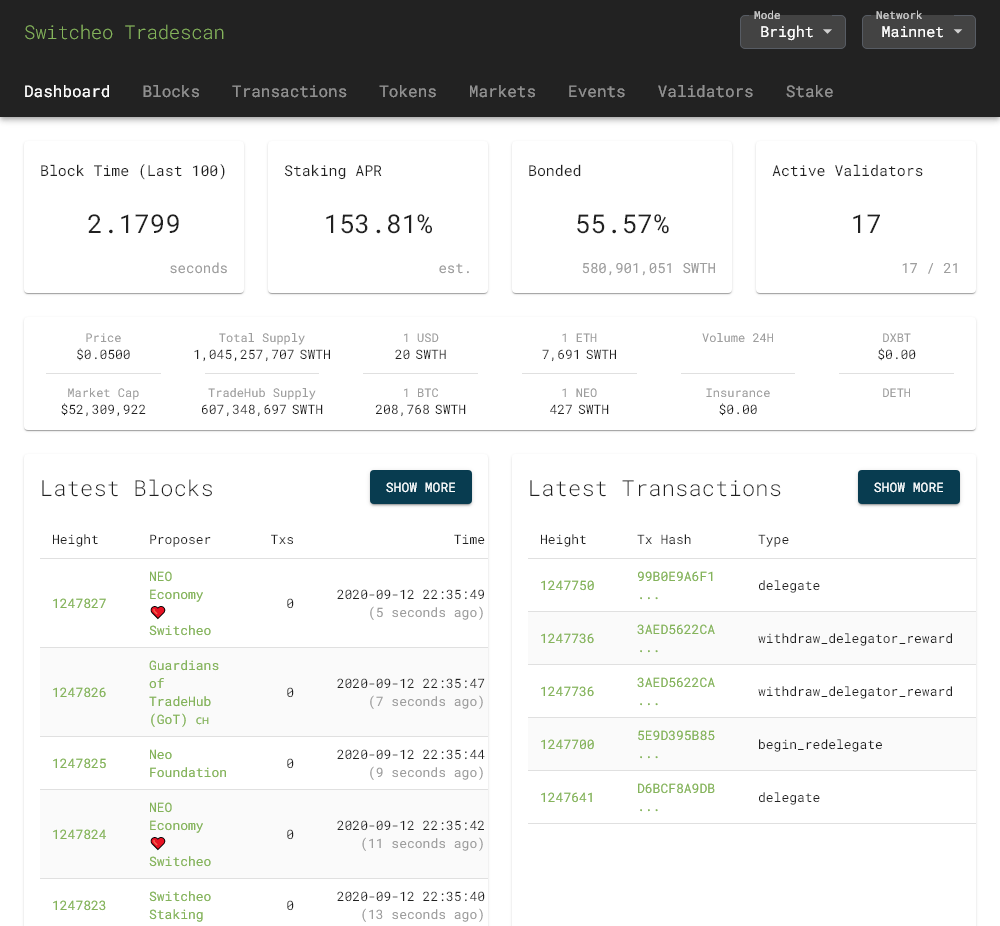 Switcheo Tradescan
Mode
Bright
Network
Mainnet
Dashboard Blocks Transactions Tokens Markets Events Validators Stake
Block Time (Last 100)
2.1799
seconds
Staking APR
153.81%
est.
Bonded
55.57%
580,901,051 SWTH
Active Validators
17
17 / 21
Price
$0.0500
Total Supply
1,045,257,707 SWTH
1 USD
20 SWTH
1 ETH
7,691 SWTH
Volume 24H
DXBT
$0.00
Market Cap
$52,309,922
TradeHub Supply
607,348,697 SWTH
1 BTC
208,768 SWTH
1 NEO
427 SWTH
Insurance
$0.00
DETH
Latest Blocks
SHOW MORE
Height Proposer Txs Time
1247827
NEO
Economy
❤
Switcheo
0
2020-09-12 22:35:49
(5 seconds ago)
1247826
Guardians
of
TradeHub
(GoT) CH
0
2020-09-12 22:35:47
(7 seconds ago)
1247825
Neo
Foundation
0
2020-09-12 22:35:44
(9 seconds ago)
1247824
NEO
Economy
❤
Switcheo
0
2020-09-12 22:35:42
(11 seconds ago)
1247823
Switcheo
Staking
0
2020-09-12 22:35:40
(13 seconds ago)
Latest Transactions
SHOW MORE
Height Tx Hash Type
1247750
99B0E9A6F1
...
delegate
1247736
3AED5622CA
...
withdraw_delegator_reward
1247736
3AED5622CA
...
withdraw_delegator_reward
1247700
5E9D395B85
...
begin_redelegate
1247641
D6BCF8A9DB
...
delegate